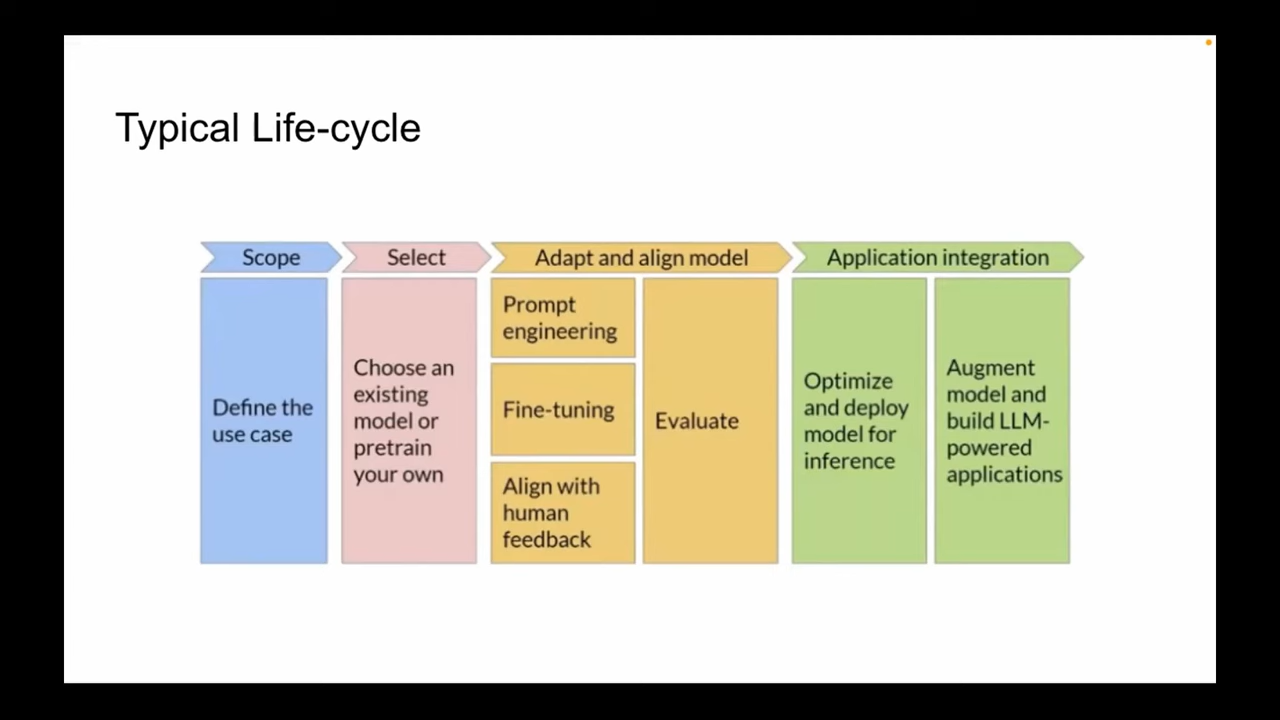 Typical Life-cycle
Scope
Select
Adapt and align model
Application integration
Define the
use case
Choose an
existing
model or
pretrain
your own
Prompt
engineering
Fine-tuning
Align with
human
feedback
Evaluate
Optimize
and deploy
model for
inference
Augment
model and
build LLM-
powered
applications